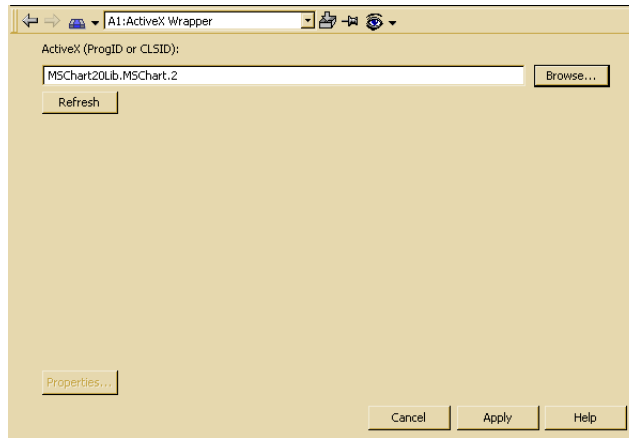 A1:ActiveX Wrapper
ActiveX (ProgID or CLSID):
MSChart20Lib.MSChart.2
Browse...
Refresh
Properties...
Cancel
Apply
Help